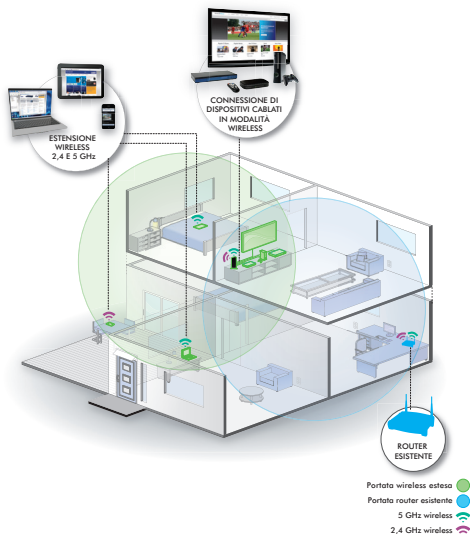 CONNESSIONE DI
DISPOSITIVI CABLATI
IN MODALITÀ
WIRELESS
ESTENSIONE
WIRELESS
2,4 E 5 GHz
ROUTER
ESISTENTE
Portata wireless estesa
Portata router esistente
5 GHz wireless
2,4 GHz wireless